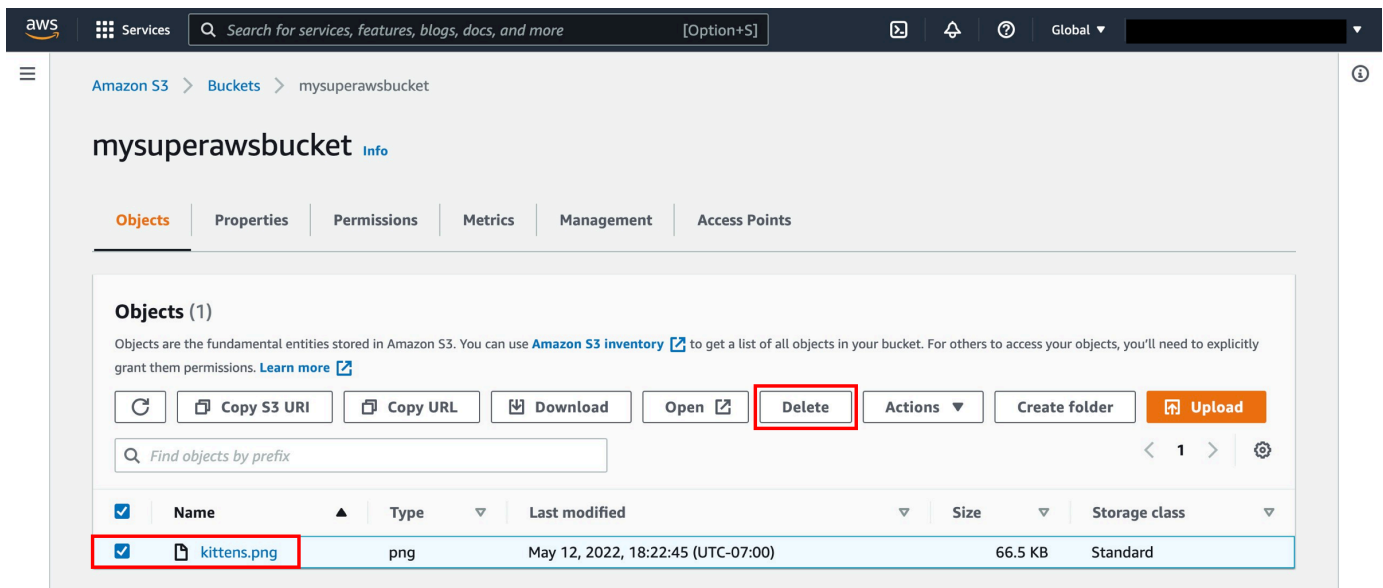 aws Services Search for services, features, blogs, docs, and more [Option+S] Global
Amazon S3 Buckets mysuperawsbucket
mysuperawsbucket Info
Objects Properties Permissions Metrics Management Access Points
Objects (1)
Objects are the fundamental entities stored in Amazon S3. You can use Amazon S3 inventory to get a list of all objects in your bucket. For others to access your objects, you'll need to explicitly
grant them permissions. Learn more
Copy S3 URI Copy URL Download Open Delete Actions Create folder Upload
Find objects by prefix 1
Name Type Last modified Size Storage class
kittens.png png May 12, 2022, 18:22:45 (UTC-07:00) 66.5 KB Standard